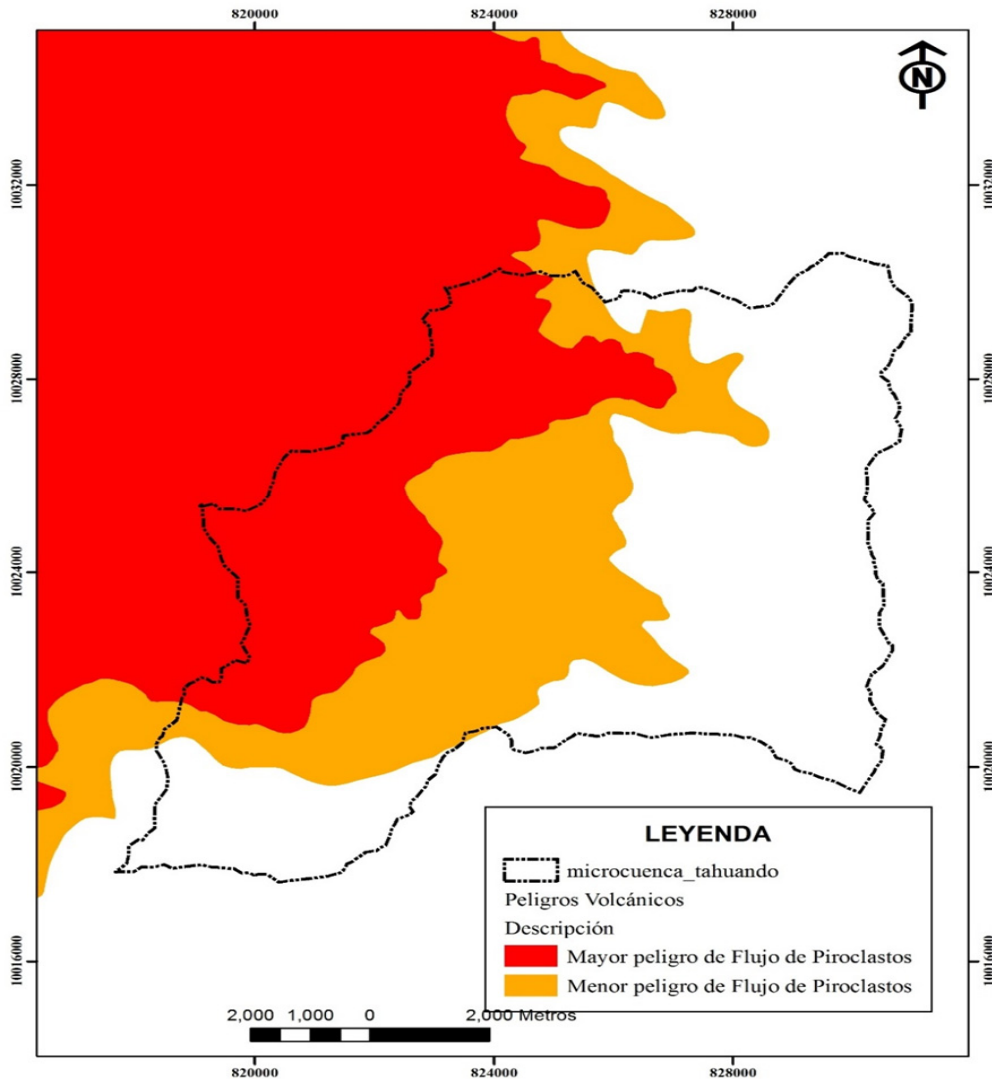 820000 824000 828000
N
10032000 10032000
10028000 10028000
10024000 10024000
10020000 10020000
10016000 10016000
LEYENDA
microcuenca_tahuando
Peligros Volcánicos
Descripción
Mayor peligro de Flujo de Piroclastos
Menor peligro de Flujo de Piroclastos
2,000 1,000 0 2,000 Metros
820000 824000 828000